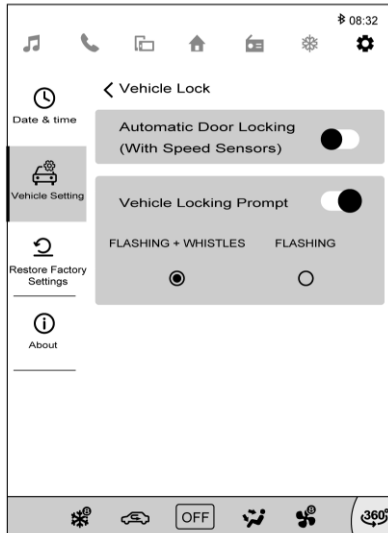 08:32
Vehicle Lock
Date & time
Automatic Door Locking
(With Speed Sensors)
Vehicle Setting
Vehicle Locking Prompt
FLASHING + WHISTLES FLASHING
Restore Factory
Settings
About
OFF
360°